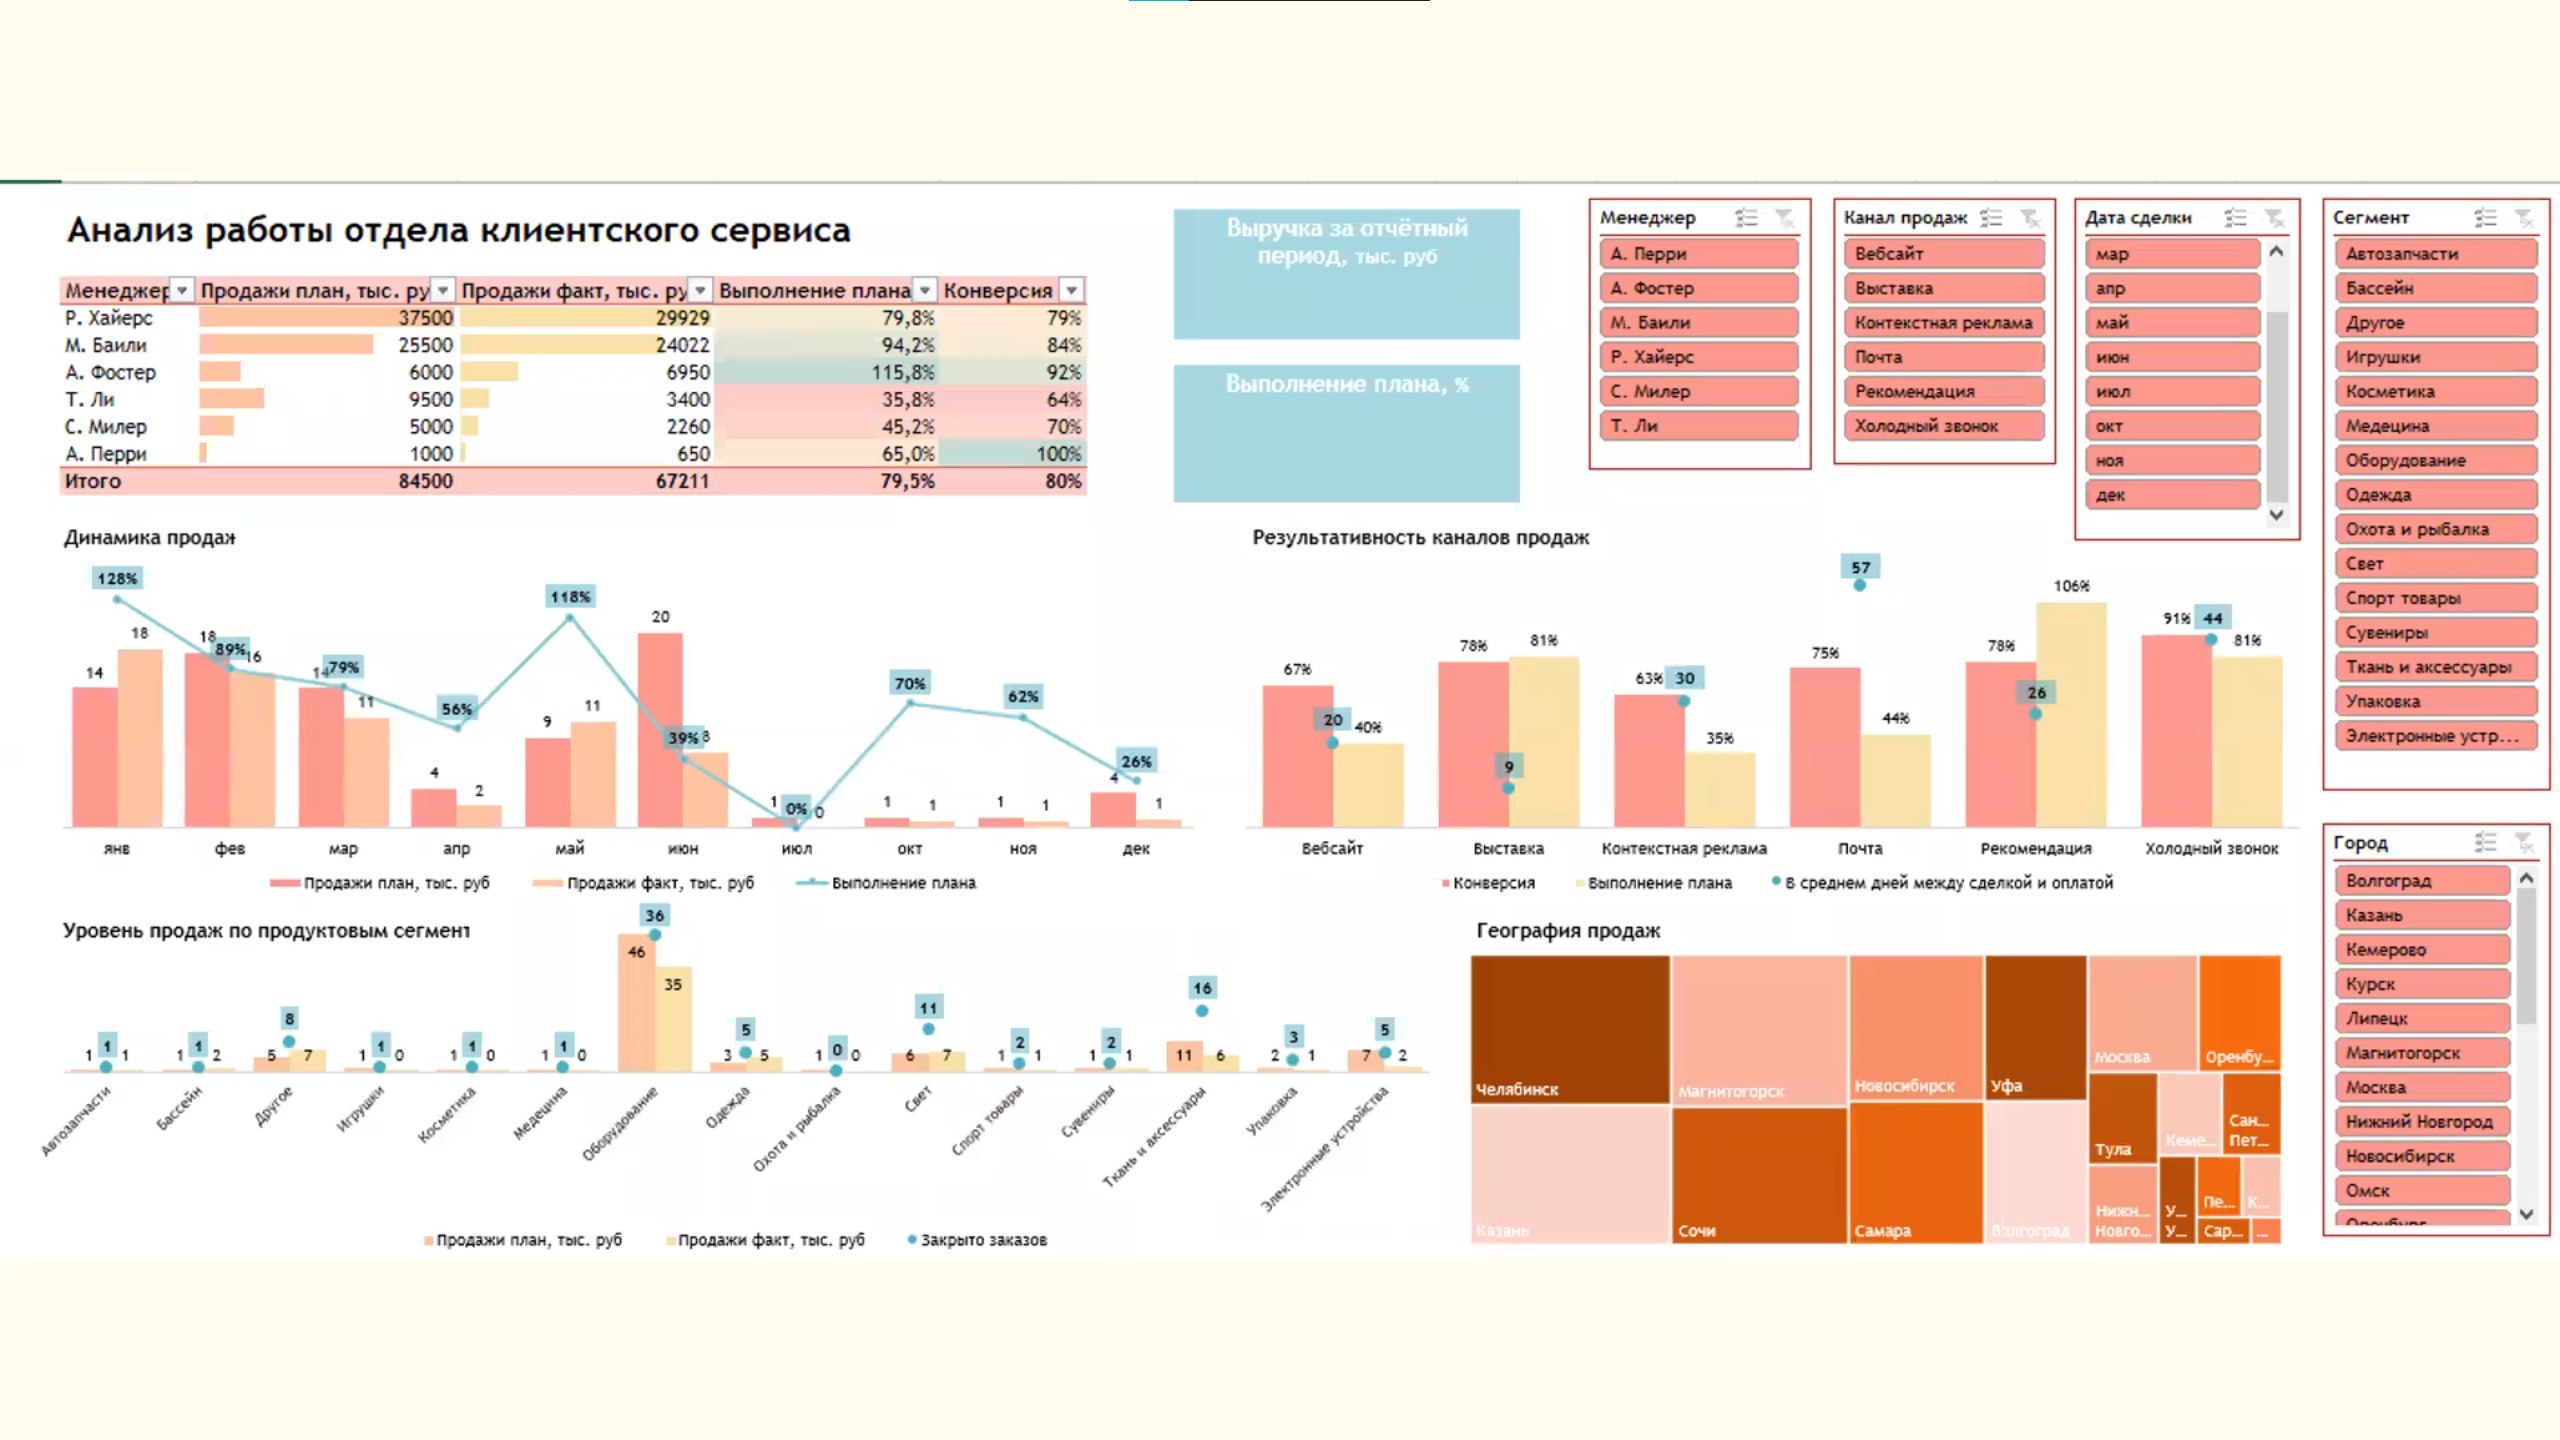 Анализ работы отдела клиентского сервиса
Менеджер Продажи план, тыс. ру Продажи факт, тыс. ру Выполнение плана Конверсия
Р. Хайерс 37500 29929 79,8% 79%
М. Баили 25500 24022 94,2% 84%
А. Фостер 6000 6950 115,8% 92%
Т. Ли 9500 3400 35,8% 64%
С. Милер 5000 2260 45,2% 70%
А. Перри 1000 650 65,0% 100%
Итого 84500 67211 79,5% 80%
Выручка за отчётный
период, тыс. руб
Выполнение плана, %
Менеджер
А. Перри
А. Фостер
М. Баили
Р. Хайерс
С. Милер
Т. Ли
Канал продаж
Вебсайт
Выставка
Контекстная реклама
Почта
Рекомендация
Холодный звонок
Дата сделки
мар
апр
май
июн
июл
окт
ноя
дек
Сегмент
Автозапчасти
Бассейн
Другое
Игрушки
Косметика
Медецина
Оборудование
Одежда
Охота и рыбалка
Свет
Спорт товары
Сувениры
Ткань и аксессуары
Упаковка
Электронные устр...
Динамика продаж
128% 89% 79% 56% 118% 39% 0% 70% 62% 26%
14 18 18 16 14 11 4 2 9 11 20 8 1 0 1 1 1 1 4 1
янв фев мар апр май июн июл окт ноя дек
Продажи план, тыс. руб Продажи факт, тыс. руб Выполнение плана
Результативность каналов продаж
67% 40% 78% 81% 63% 35% 75% 44% 78% 106% 91% 81%
20 9 30 57 26 44
Вебсайт Выставка Контекстная реклама Почта Рекомендация Холодный звонок
Конверсия Выполнение плана В среднем дней между сделкой и оплатой
Уровень продаж по продуктовым сегмент
1 1 8 1 1 1 36 5 0 11 2 2 16 3 5
1 1 1 2 5 7 1 0 1 0 1 0 46 35 3 5 1 0 6 7 1 1 1 1 11 6 2 1 7 2
Автозапчасти
Бассейн
Другое
Игрушки
Косметика
Медецина
Оборудование
Одежда
Охота и рыбалка
Свет
Спорт товары
Сувениры
Ткань и аксессуары
Упаковка
Электронные устройства
Продажи план, тыс. руб Продажи факт, тыс. руб Закрыто заказов
География продаж
Челябинск
Казань
Магнитогорск
Сочи
Новосибирск
Самара
Уфа
Волгоград
Москва
Оренбу...
Тула
Кеме...
Сан...
Пет...
Нижн...
Новго...
У...
У...
Пе...
К...
Сар...
...
Город
Волгоград
Казань
Кемерово
Курск
Липецк
Магнитогорск
Москва
Нижний Новгород
Новосибирск
Омск